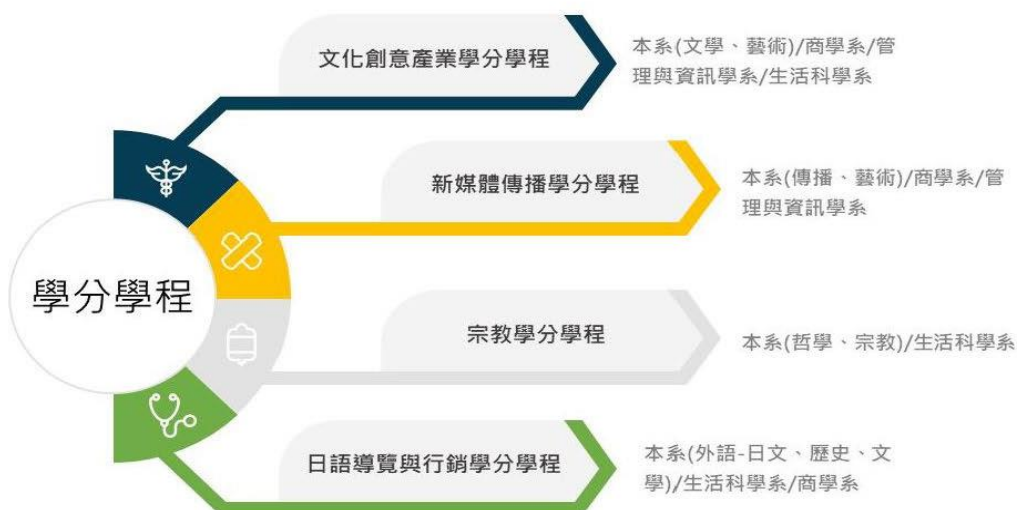 學分學程
文化創意產業學分學程
本系(文學、藝術)/商學系/管
理與資訊學系/生活科學系
新媒體傳播學分學程
本系(傳播、藝術)/商學系/管
理與資訊學系
宗教學分學程
本系(哲學、宗教)/生活科學系
日語導覽與行銷學分學程
本系(外語-日文、歷史、文
學)/生活科學系/商學系